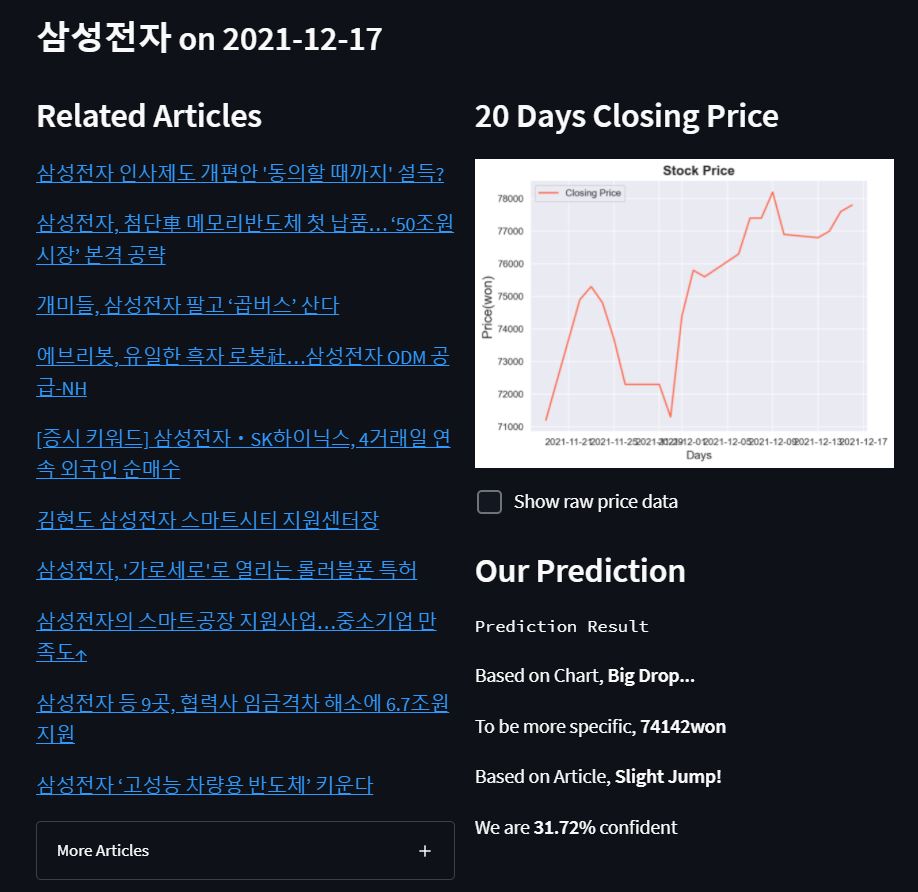 삼성전자 on 2021-12-17
Related Articles
삼성전자 인사제도 개편안 '동의할 때까지' 설득?
삼성전자, 첨단車 메모리반도체 첫 납품… ‘50조원
시장’ 본격 공략
개미들, 삼성전자 팔고 ‘곱버스’ 산다
에브리봇, 유일한 흑자 로봇社…삼성전자 ODM 공
급-NH
[증시 키워드] 삼성전자・SK하이닉스, 4거래일 연
속 외국인 순매수
김현도 삼성전자 스마트시티 지원센터장
삼성전자, '가로세로'로 열리는 롤러블폰 특허
삼성전자의 스마트공장 지원사업…중소기업 만
족도↑
삼성전자 등 9곳, 협력사 임금격차 해소에 6.7조원
지원
삼성전자 ‘고성능 차량용 반도체’ 키운다
More Articles +
20 Days Closing Price
Stock Price
Closing Price
78000
77000
76000
75000
74000
73000
72000
71000
Price(won)
2021-11-21 2021-11-25 2021-11-29 2021-12-01 2021-12-05 2021-12-09 2021-12-13 2021-12-17
Days
Show raw price data
Our Prediction
Prediction Result
Based on Chart, Big Drop...
To be more specific, 74142won
Based on Article, Slight Jump!
We are 31.72% confident